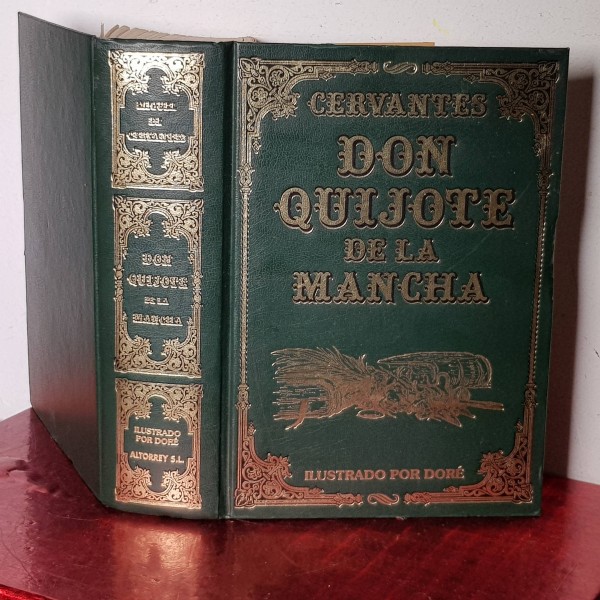 MIGUEL
DE
CERVANTES
DON
QUIJOTE
DE LA
MANCHA
ILUSTRADO
POR DORÉ
ALTORREY S.L.
CERVANTES
DON
QUIJOTE
DE LA
MANCHA
ILUSTRADO POR DORÉ